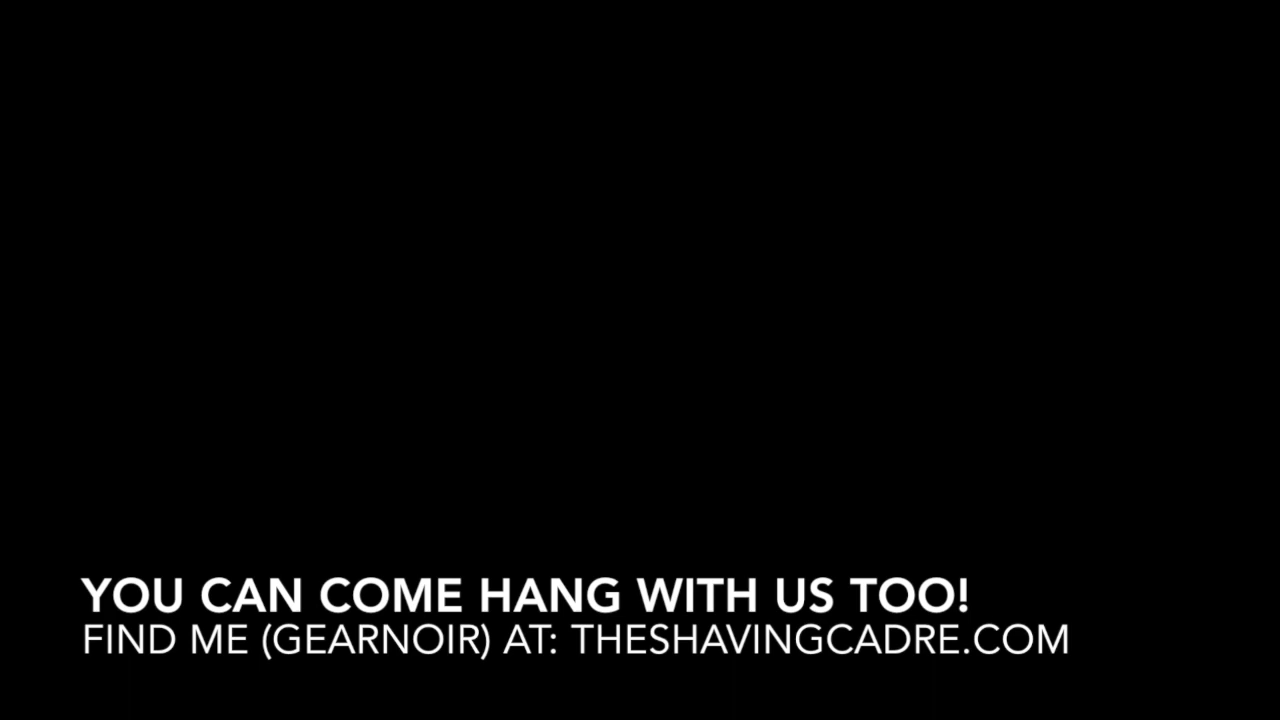 YOU CAN COME HANG WITH US TOO!
FIND ME (GEARNOIR) AT: THESHAVINGCADRE.COM